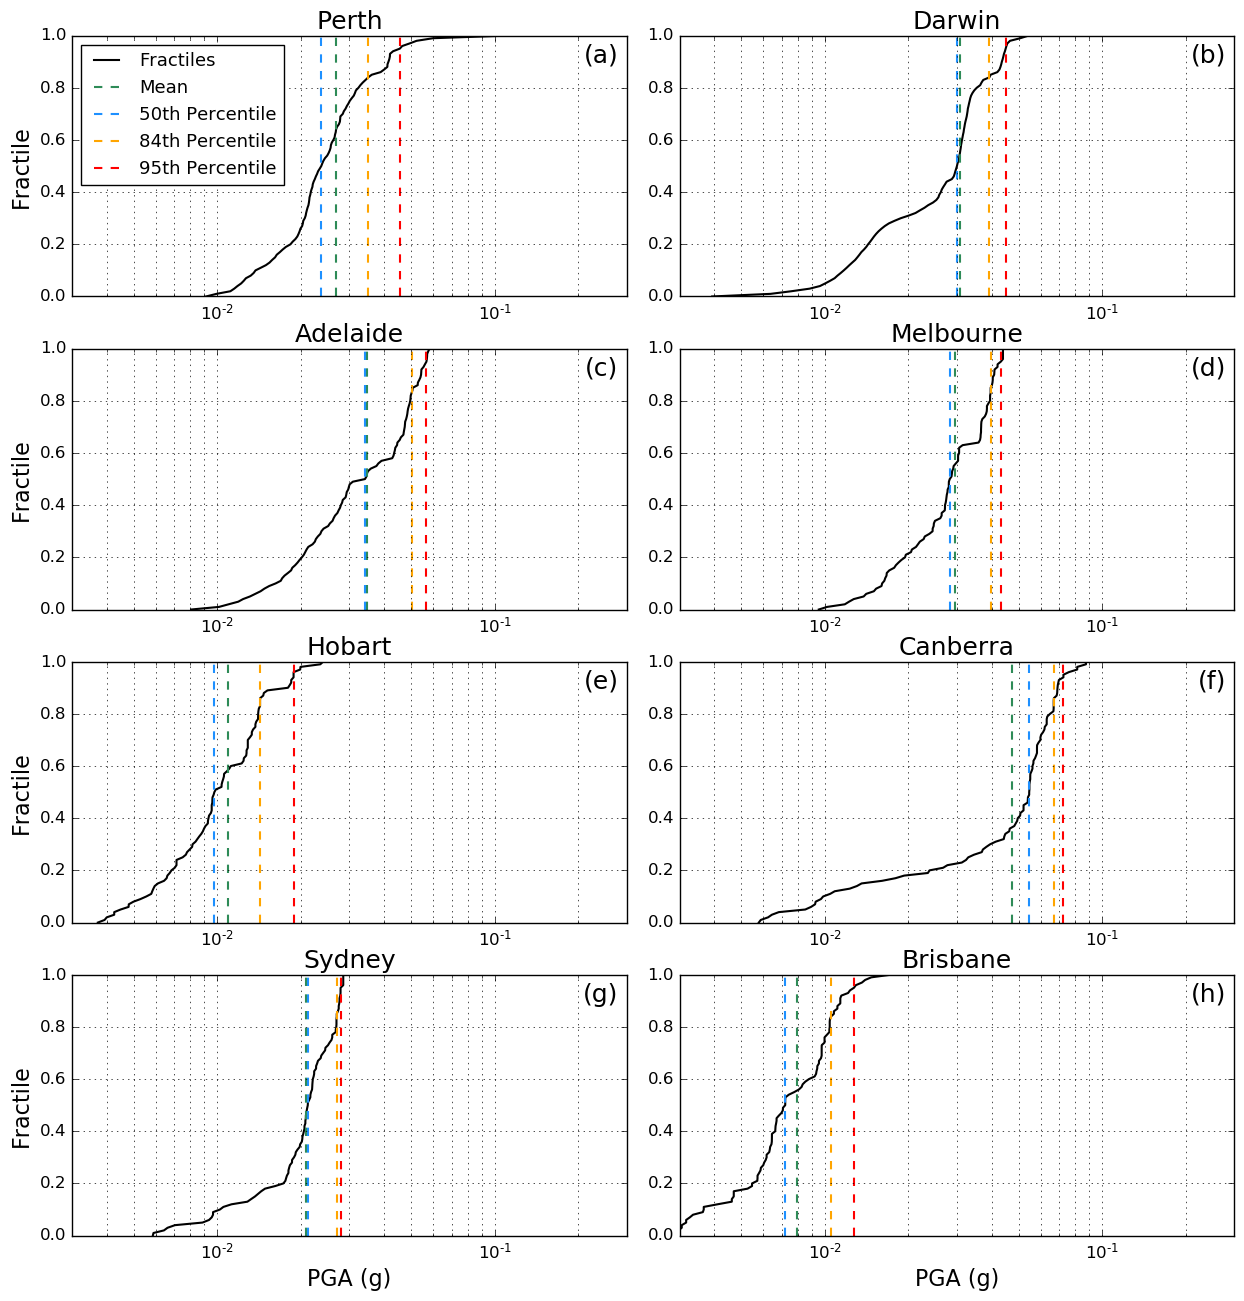 Perth
(a)
Fractiles
Mean
50th Percentile
84th Percentile
95th Percentile
Fractile
1.0
0.8
0.6
0.4
0.2
0.0
10⁻²
10⁻¹
Darwin
(b)
1.0
0.8
0.6
0.4
0.2
0.0
10⁻²
10⁻¹
Adelaide
(c)
Fractile
1.0
0.8
0.6
0.4
0.2
0.0
10⁻²
10⁻¹
Melbourne
(d)
1.0
0.8
0.6
0.4
0.2
0.0
10⁻²
10⁻¹
Hobart
(e)
Fractile
1.0
0.8
0.6
0.4
0.2
0.0
10⁻²
10⁻¹
Canberra
(f)
1.0
0.8
0.6
0.4
0.2
0.0
10⁻²
10⁻¹
Sydney
(g)
Fractile
1.0
0.8
0.6
0.4
0.2
0.0
10⁻²
10⁻¹
PGA (g)
Brisbane
(h)
1.0
0.8
0.6
0.4
0.2
0.0
10⁻²
10⁻¹
PGA (g)